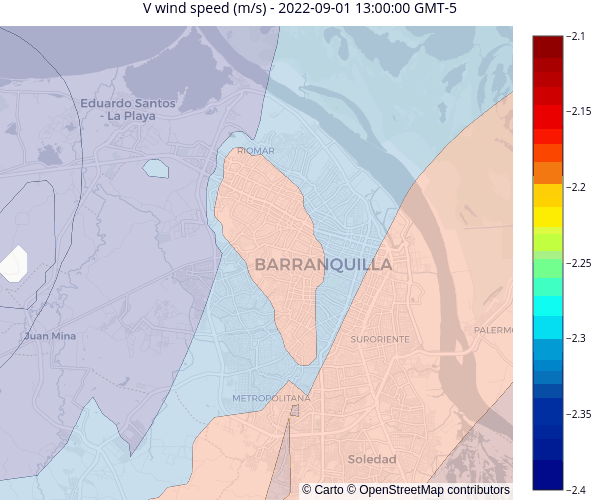 V wind speed (m/s) - 2022-09-01 13:00:00 GMT-5
Eduardo Santos
- La Playa
RIOMAR
BARRANQUILLA
Juan Mina
SURORIENTE
PALERMO
METROPOLITANA
Soledad
© Carto © OpenStreetMap contributors
−2.1
−2.15
−2.2
−2.25
−2.3
−2.35
−2.4